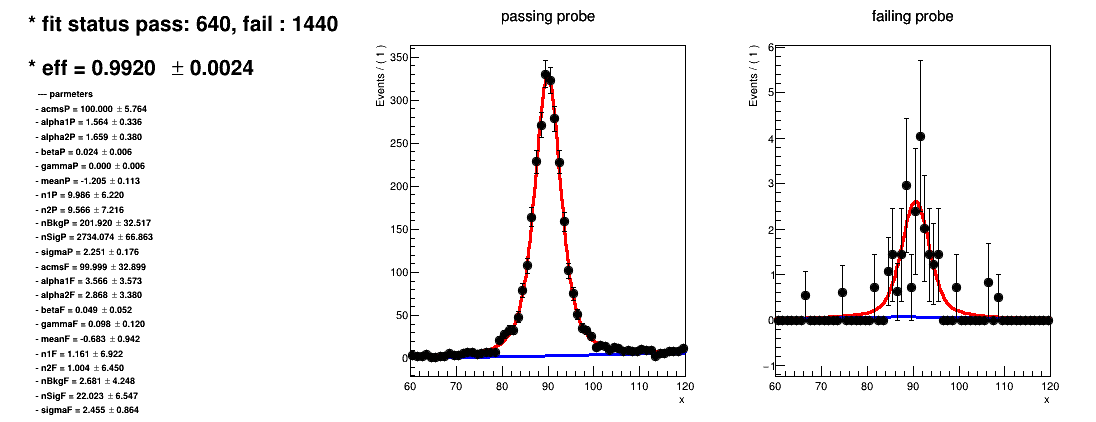 * fit status pass: 640, fail : 1440
* eff = 0.9920 ± 0.0024
--- parmeters
- acmsP = 100.000 ± 5.764
- alpha1P = 1.564 ± 0.336
- alpha2P = 1.659 ± 0.380
- betaP = 0.024 ± 0.006
- gammaP = 0.000 ± 0.006
- meanP = -1.205 ± 0.113
- n1P = 9.986 ± 6.220
- n2P = 9.566 ± 7.216
- nBkgP = 201.920 ± 32.517
- nSigP = 2734.074 ± 66.863
- sigmaP = 2.251 ± 0.176
- acmsF = 99.999 ± 32.899
- alpha1F = 3.566 ± 3.573
- alpha2F = 2.868 ± 3.380
- betaF = 0.049 ± 0.052
- gammaF = 0.098 ± 0.120
- meanF = -0.683 ± 0.942
- n1F = 1.161 ± 6.922
- n2F = 1.004 ± 6.450
- nBkgF = 2.681 ± 4.248
- nSigF = 22.023 ± 6.547
- sigmaF = 2.455 ± 0.864
passing probe
Events / ( 1 )
350
300
250
200
150
100
50
0
60 70 80 90 100 110 120
x
failing probe
Events / ( 1 )
6
5
4
3
2
1
0
−1
60 70 80 90 100 110 120
x